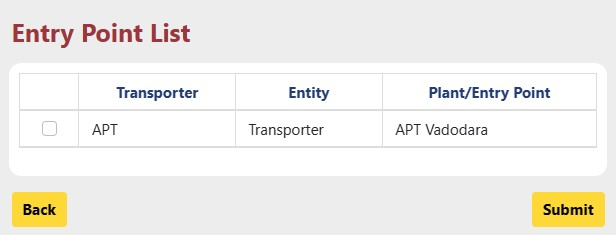 Entry Point List
Transporter Entity Plant/Entry Point
APT Transporter APT Vadodara
Back Submit